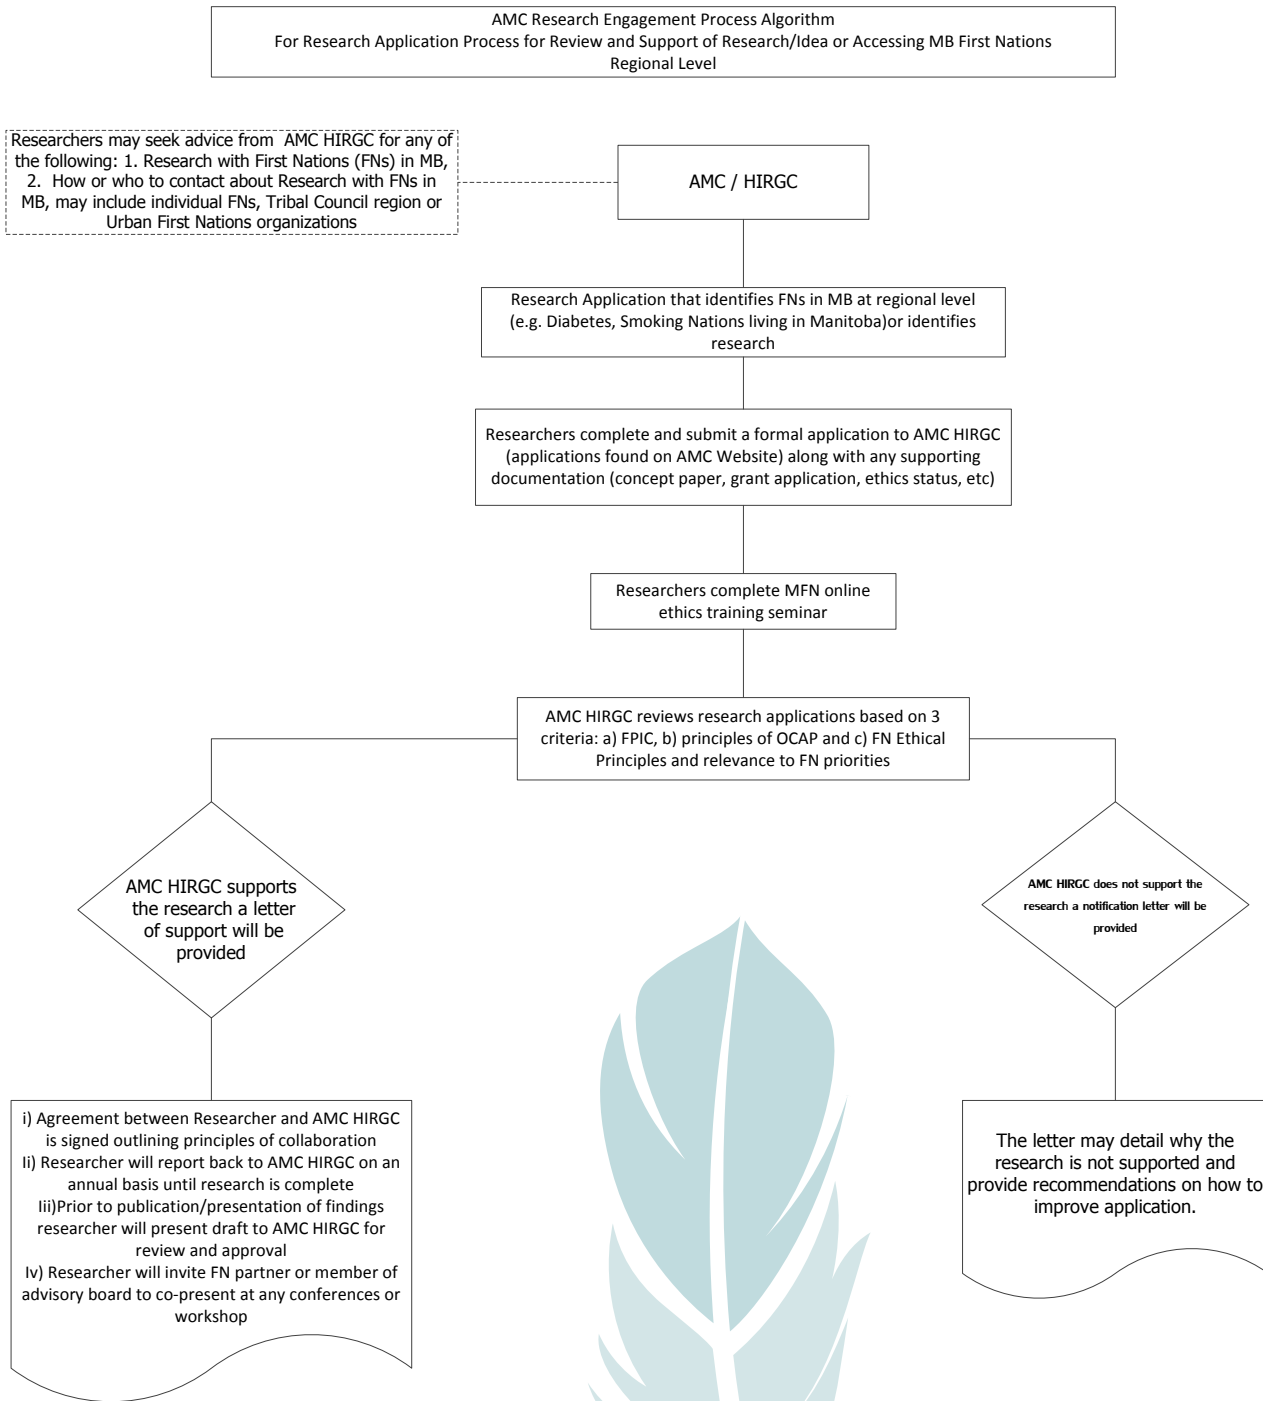 AMC Research Engagement Process Algorithm
For Research Application Process for Review and Support of Research/Idea or Accessing MB First Nations
Regional Level
Researchers may seek advice from AMC HIRGC for any of
the following: 1. Research with First Nations (FNs) in MB,
2. How or who to contact about Research with FNs in
MB, may include individual FNs, Tribal Council region or
Urban First Nations organizations
AMC / HIRGC
Research Application that identifies FNs in MB at regional level
(e.g. Diabetes, Smoking Nations living in Manitoba)or identifies
research
Researchers complete and submit a formal application to AMC HIRGC
(applications found on AMC Website) along with any supporting
documentation (concept paper, grant application, ethics status, etc)
Researchers complete MFN online
ethics training seminar
AMC HIRGC reviews research applications based on 3
criteria: a) FPIC, b) principles of OCAP and c) FN Ethical
Principles and relevance to FN priorities
AMC HIRGC supports
the research a letter
of support will be
provided
AMC HIRGC does not support the
research a notification letter will be
provided
i) Agreement between Researcher and AMC HIRGC
is signed outlining principles of collaboration
Ii) Researcher will report back to AMC HIRGC on an
annual basis until research is complete
Iii)Prior to publication/presentation of findings
researcher will present draft to AMC HIRGC for
review and approval
Iv) Researcher will invite FN partner or member of
advisory board to co-present at any conferences or
workshop
The letter may detail why the
research is not supported and
provide recommendations on how to
improve application.